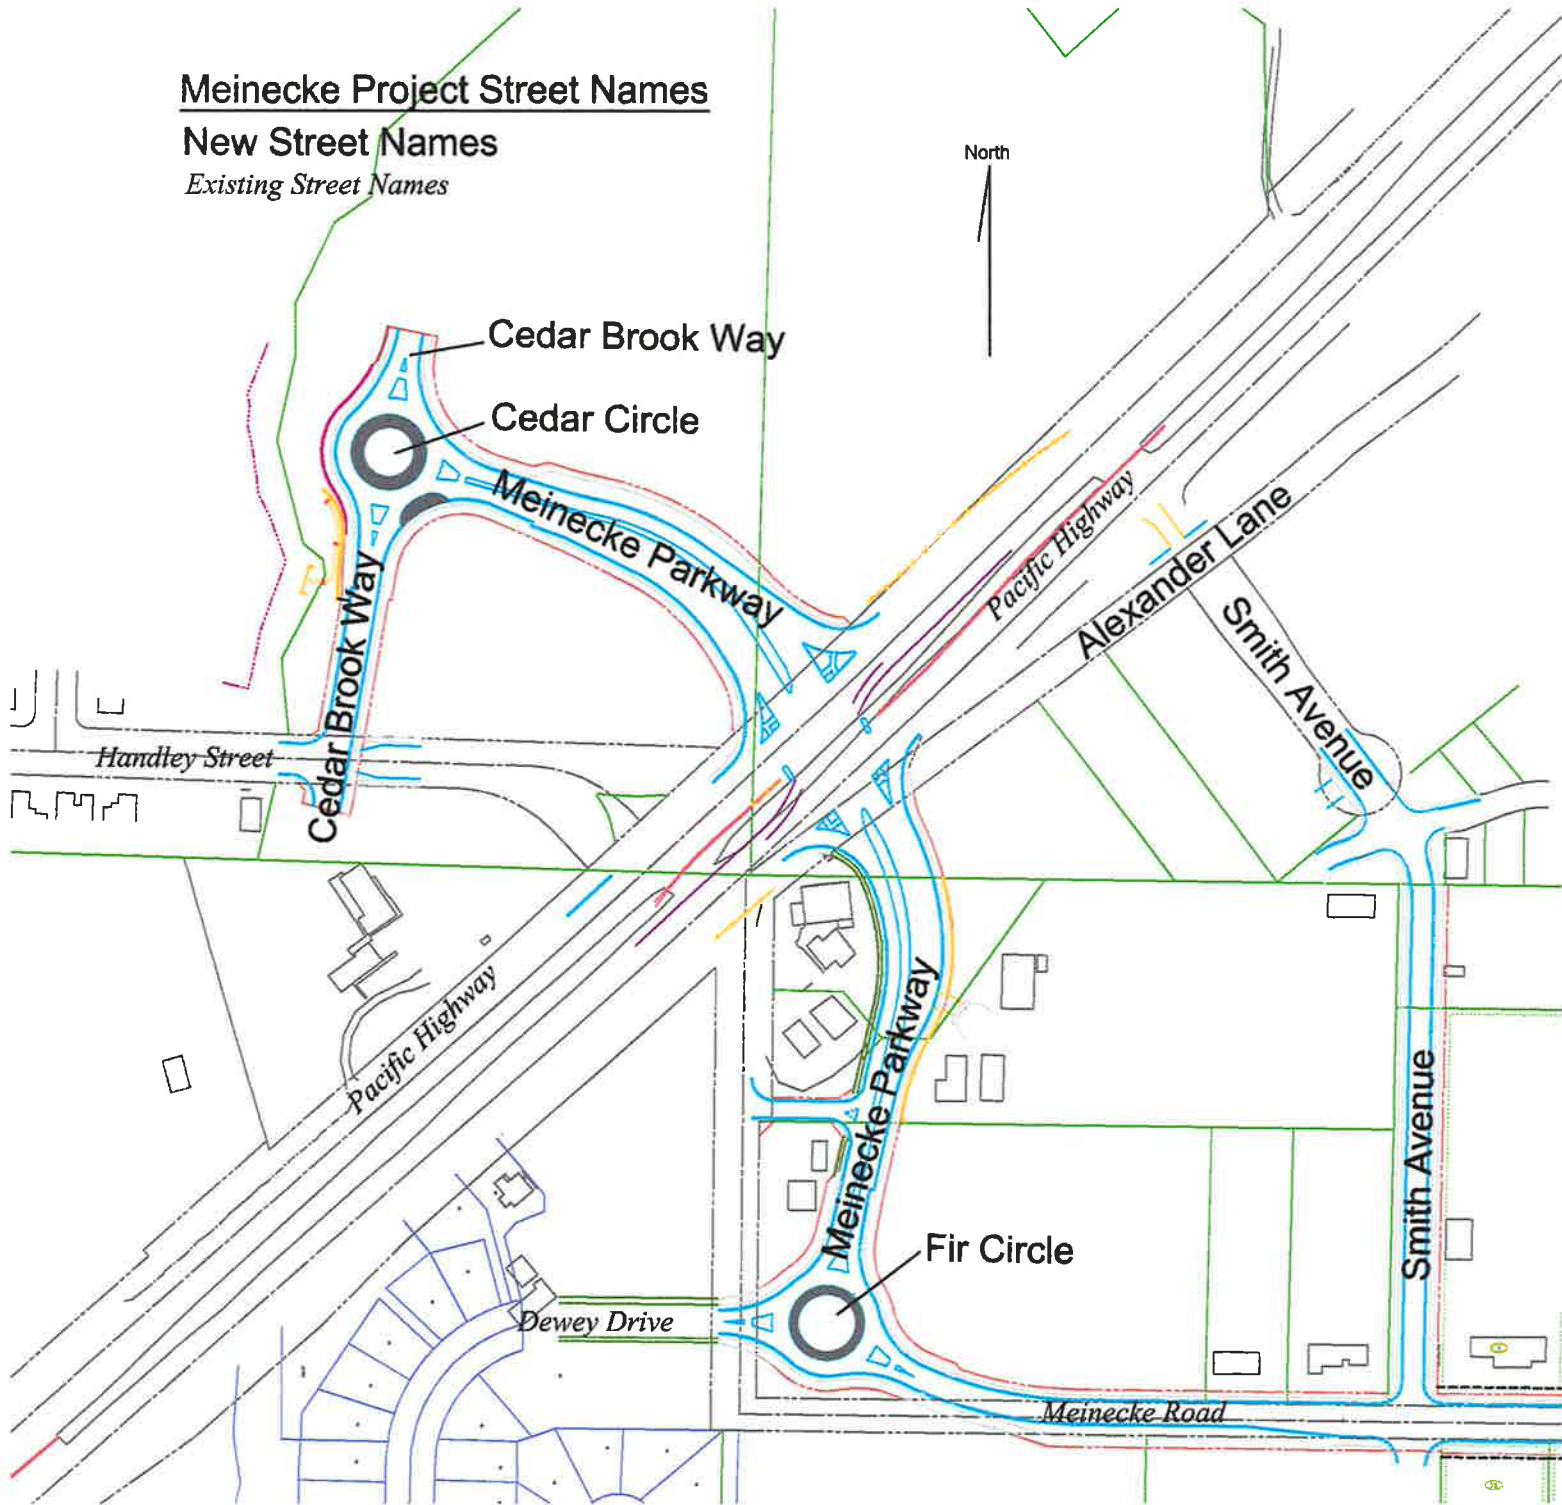 Meinecke Project Street Names
New Street Names
Existing Street Names
North
Cedar Brook Way
Cedar Circle
Meinecke Parkway
Pacific Highway
Alexander Lane
Smith Avenue
Cedar Brook Way
Handley Street
Pacific Highway
Meinecke Parkway
Meinecke Parkway
Smith Avenue
Fir Circle
Dewey Drive
Meinecke Road